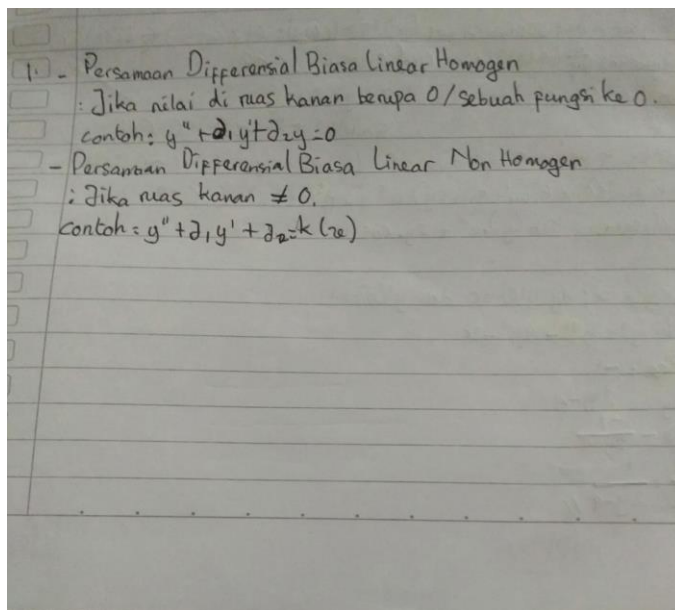 1. - Persamaan Differensial Biasa Linear Homogen
: Jika nilai di ruas kanan berupa 0/sebuah fungsi ke 0.
contoh: y" + a₁y' + a₂y = 0
- Persamaan Differensial Biasa Linear Non Homogen
: Jika ruas kanan ≠ 0.
Contoh: y" + a₁y' + a₂ = k(x)